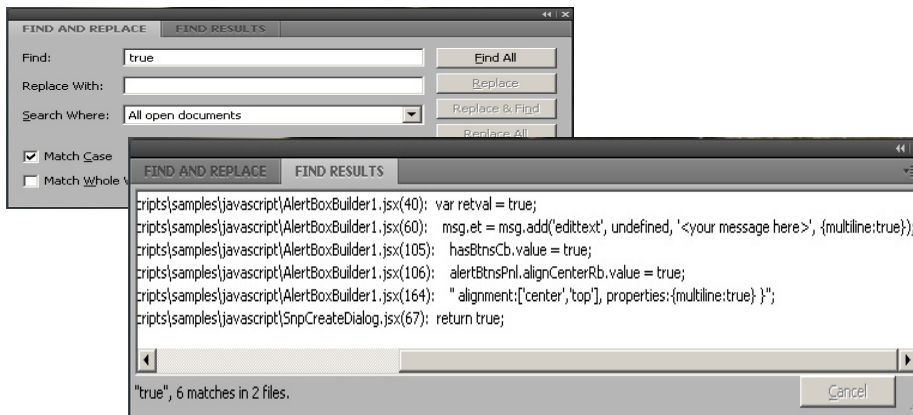 FIND AND REPLACE FIND RESULTS
Find: true Find All
Replace With: Replace
Search Where: All open documents Replace & Find
Replace All
Match Case
Match Whole
FIND AND REPLACE FIND RESULTS
cripts\samples\javascript\AlertBoxBuilder1.jsx(40): var retval = true;
cripts\samples\javascript\AlertBoxBuilder1.jsx(60): msg.et = msg.add('edittext', undefined, '<your message here>', {multiline:true});
cripts\samples\javascript\AlertBoxBuilder1.jsx(105): hasBtnsCb.value = true;
cripts\samples\javascript\AlertBoxBuilder1.jsx(106): alertBtnsPnl.alignCenterRb.value = true;
cripts\samples\javascript\AlertBoxBuilder1.jsx(164): " alignment:['center','top'], properties:{multiline:true} }";
cripts\samples\javascript\SnpCreateDialog.jsx(67): return true;
"true", 6 matches in 2 files. Cancel